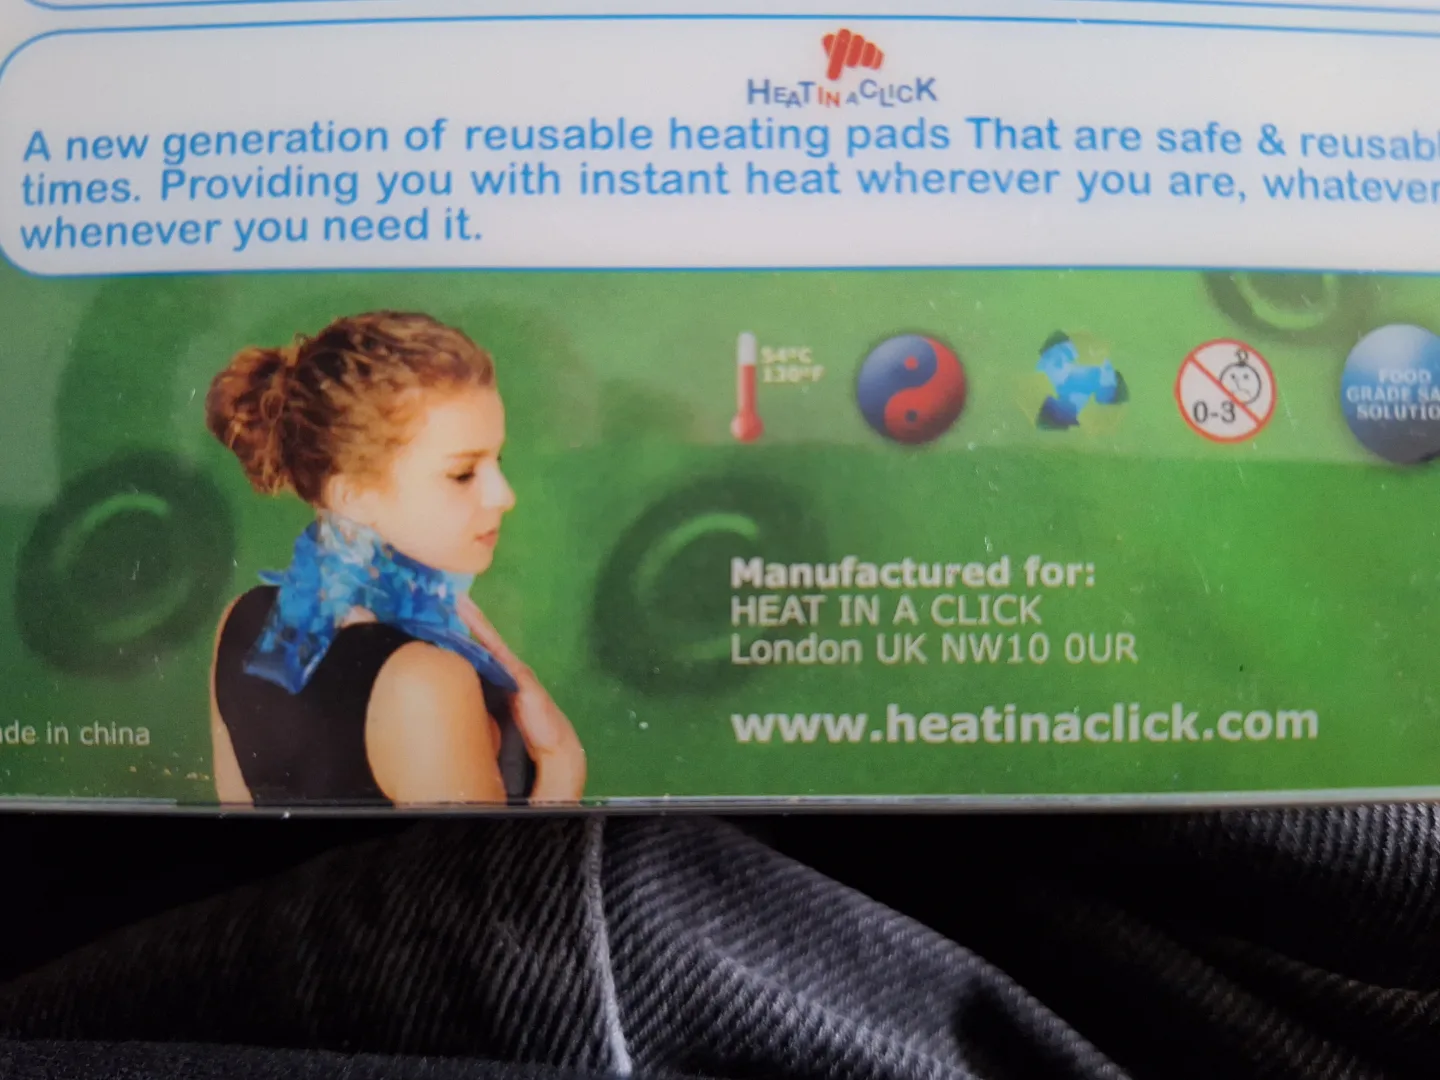 HEAT IN A CLICK
A new generation of reusable heating pads That are safe & reusabl
times. Providing you with instant heat wherever you are, whatever
whenever you need it.
54°C
130°F
0-3
FOOD
GRADE SA
SOLUTIO
Manufactured for:
HEAT IN A CLICK
London UK NW10 0UR
www.heatinaclick.com
de in china